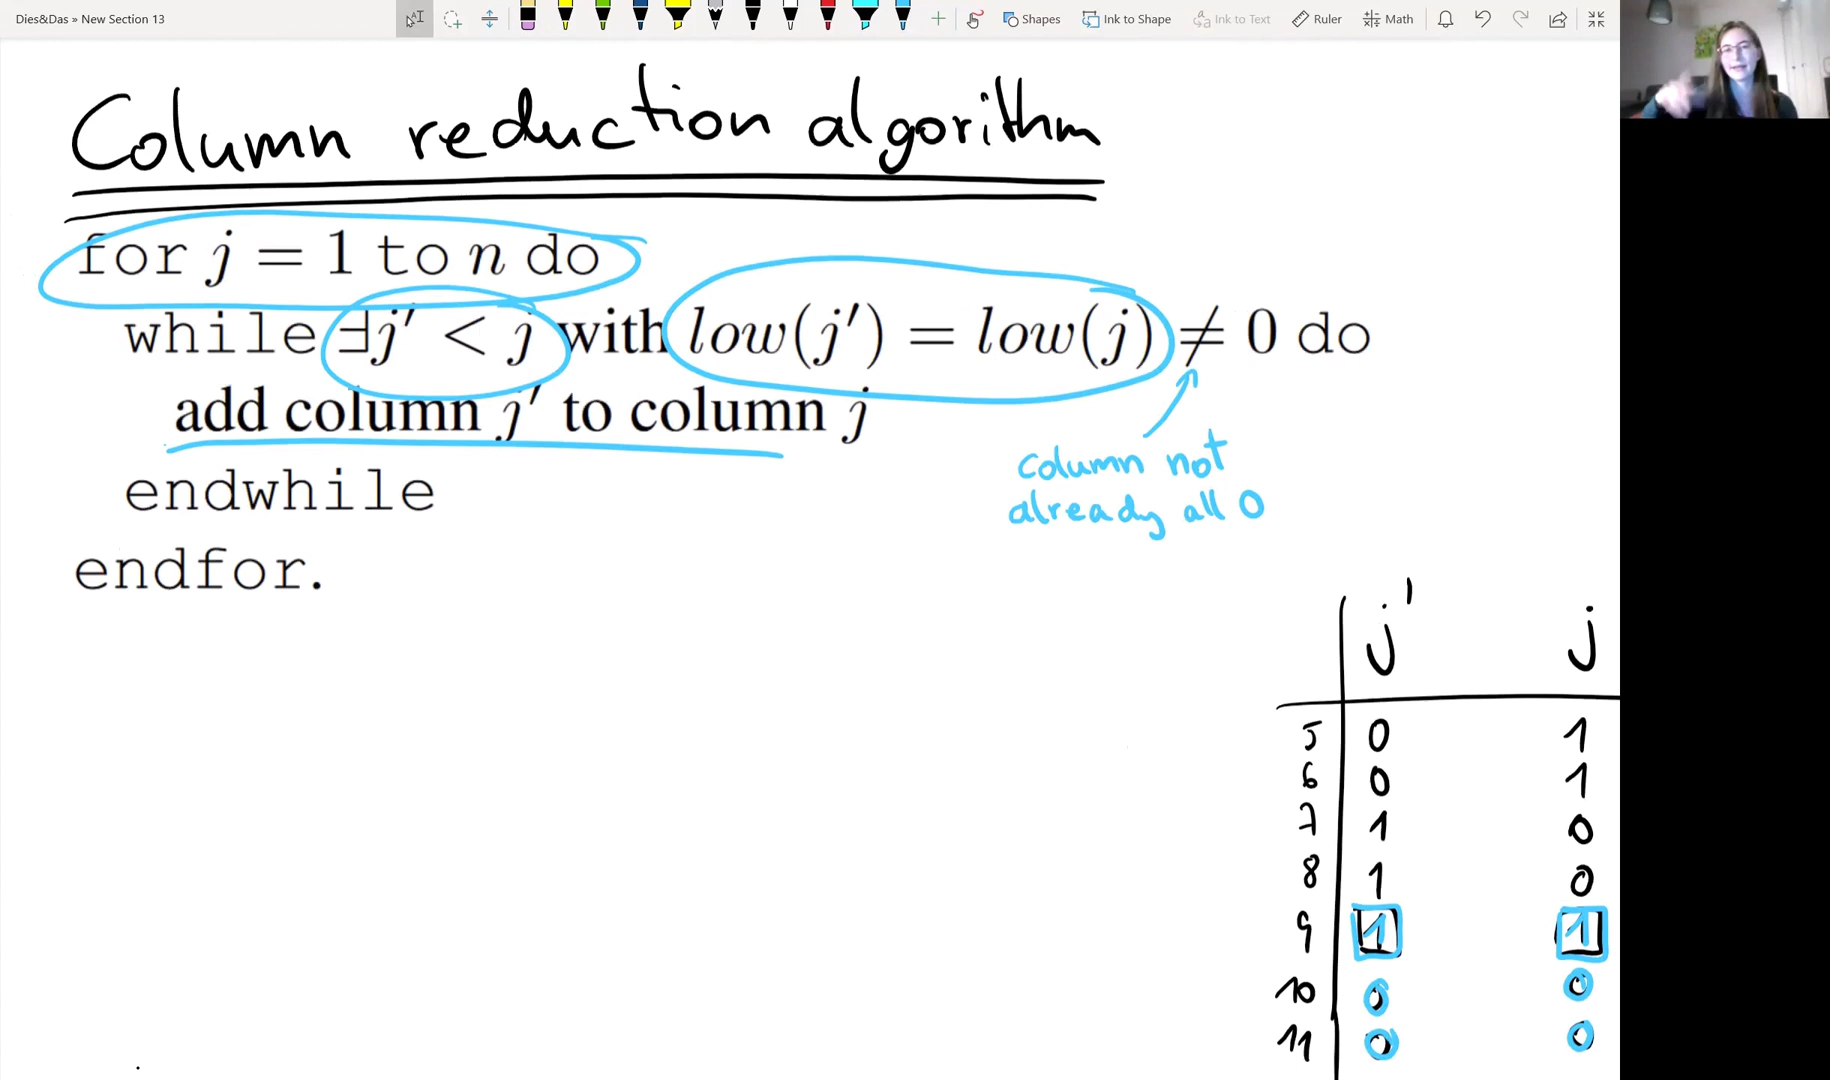 Dies&Das » New Section 13
Shapes Ink to Shape Ink to Text Ruler Math
Column reduction algorithm
for j = 1 to n do
while ∃j′ < j with low(j′) = low(j) ≠ 0 do
add column j′ to column j
endwhile
endfor.
column not
already all 0
j' j
5 0 1
6 0 1
7 1 0
8 1 0
9 1 1
10 0 0
11 0 0